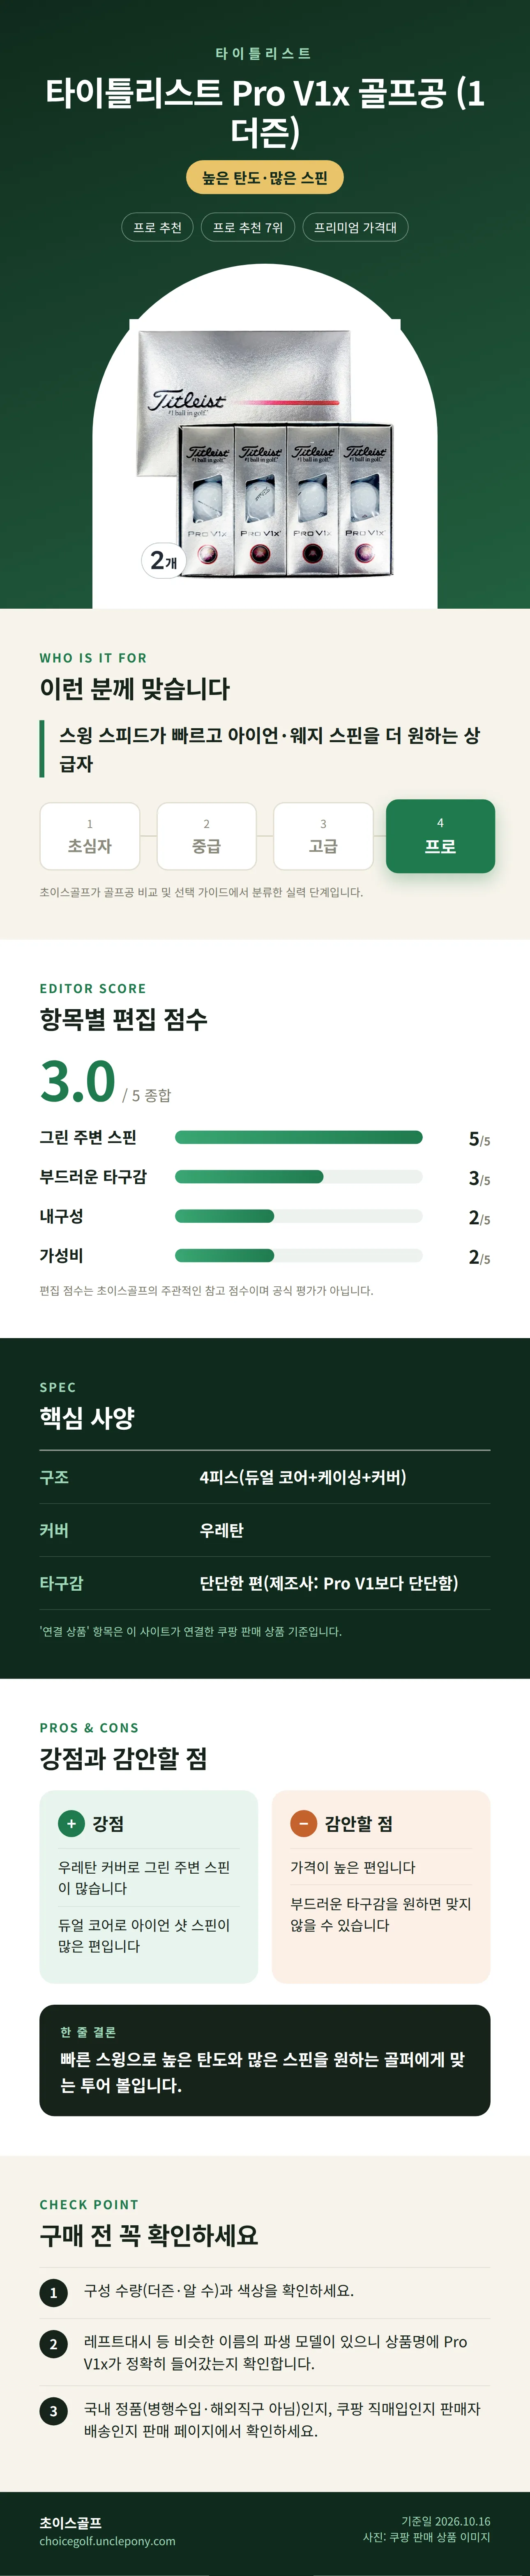 타이틀리스트
타이틀리스트 Pro V1x 골프공 (1
더즌)
높은 탄도·많은 스핀
프로 추천
프로 추천 7위
프리미엄 가격대
Titleist
#1 ball in golf.
Titleist Titleist Titleist Titleist
#1 ball in golf. #1 ball in golf. #1 ball in golf. #1 ball in golf.
PRO V1x PRO V1x PRO V1x PRO V1x
2개
WHO IS IT FOR
이런 분께 맞습니다
스윙 스피드가 빠르고 아이언·웨지 스핀을 더 원하는 상
급자
1 2 3 4
초심자 중급 고급 프로
초이스골프가 골프공 비교 및 선택 가이드에서 분류한 실력 단계입니다.
EDITOR SCORE
항목별 편집 점수
3.0 / 5 종합
그린 주변 스핀 5/5
부드러운 타구감 3/5
내구성 2/5
가성비 2/5
편집 점수는 초이스골프의 주관적인 참고 점수이며 공식 평가가 아닙니다.
SPEC
핵심 사양
구조 4피스(듀얼 코어+케이싱+커버)
커버 우레탄
타구감 단단한 편(제조사: Pro V1보다 단단함)
'연결 상품' 항목은 이 사이트가 연결한 쿠팡 판매 상품 기준입니다.
PROS & CONS
강점과 감안할 점
+ 강점
우레탄 커버로 그린 주변 스핀
이 많습니다
듀얼 코어로 아이언 샷 스핀이
많은 편입니다
− 감안할 점
가격이 높은 편입니다
부드러운 타구감을 원하면 맞지
않을 수 있습니다
한 줄 결론
빠른 스윙으로 높은 탄도와 많은 스핀을 원하는 골퍼에게 맞
는 투어 볼입니다.
CHECK POINT
구매 전 꼭 확인하세요
1 구성 수량(더즌·알 수)과 색상을 확인하세요.
2 레프트대시 등 비슷한 이름의 파생 모델이 있으니 상품명에 Pro
V1x가 정확히 들어갔는지 확인합니다.
3 국내 정품(병행수입·해외직구 아님)인지, 쿠팡 직매입인지 판매자
배송인지 판매 페이지에서 확인하세요.
초이스골프
choicegolf.unclepony.com
기준일 2026.10.16
사진: 쿠팡 판매 상품 이미지